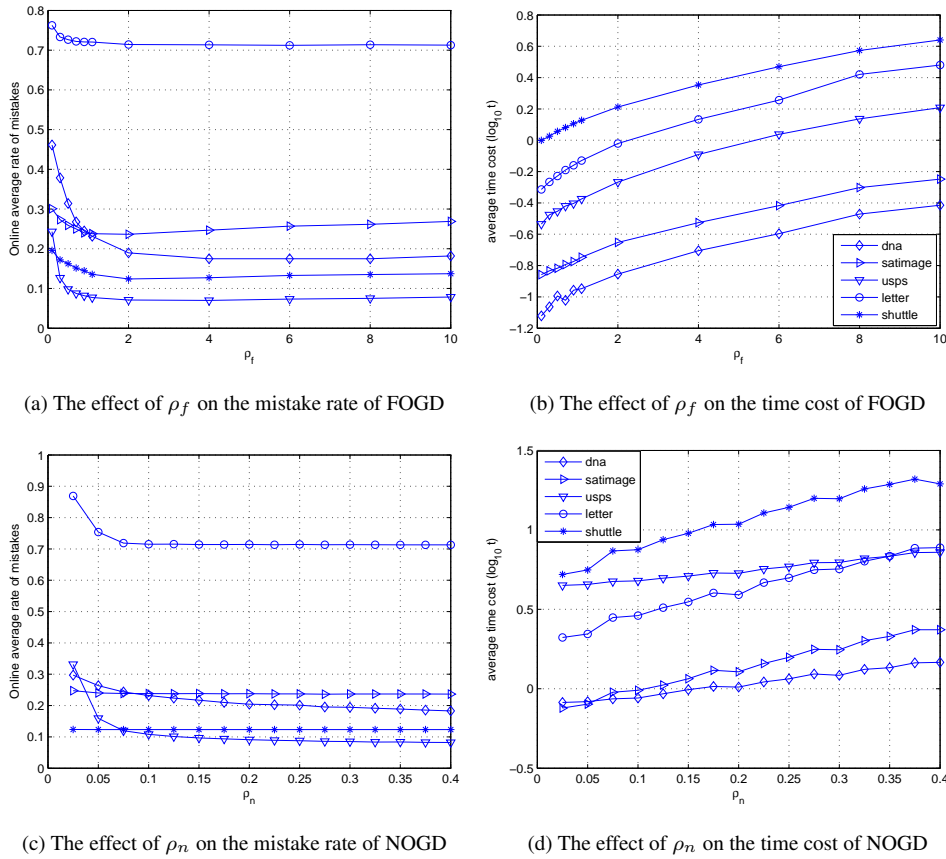 0.8
0.7
0.6
0.5
0.4
0.3
0.2
0.1
0
0 2 4 6 8 10
Online average rate of mistakes
ρf
(a) The effect of ρf on the mistake rate of FOGD
0.8
0.6
0.4
0.2
0
−0.2
−0.4
−0.6
−0.8
−1
−1.2
0 2 4 6 8 10
average time cost (log10 t)
ρf
dna
satimage
usps
letter
shuttle
(b) The effect of ρf on the time cost of FOGD
1
0.9
0.8
0.7
0.6
0.5
0.4
0.3
0.2
0.1
0
0 0.05 0.1 0.15 0.2 0.25 0.3 0.35 0.4
Online average rate of mistakes
ρn
(c) The effect of ρn on the mistake rate of NOGD
1.5
1
0.5
0
−0.5
0 0.05 0.1 0.15 0.2 0.25 0.3 0.35 0.4
average time cost (log10 t)
ρn
dna
satimage
usps
letter
shuttle
(d) The effect of ρn on the time cost of NOGD